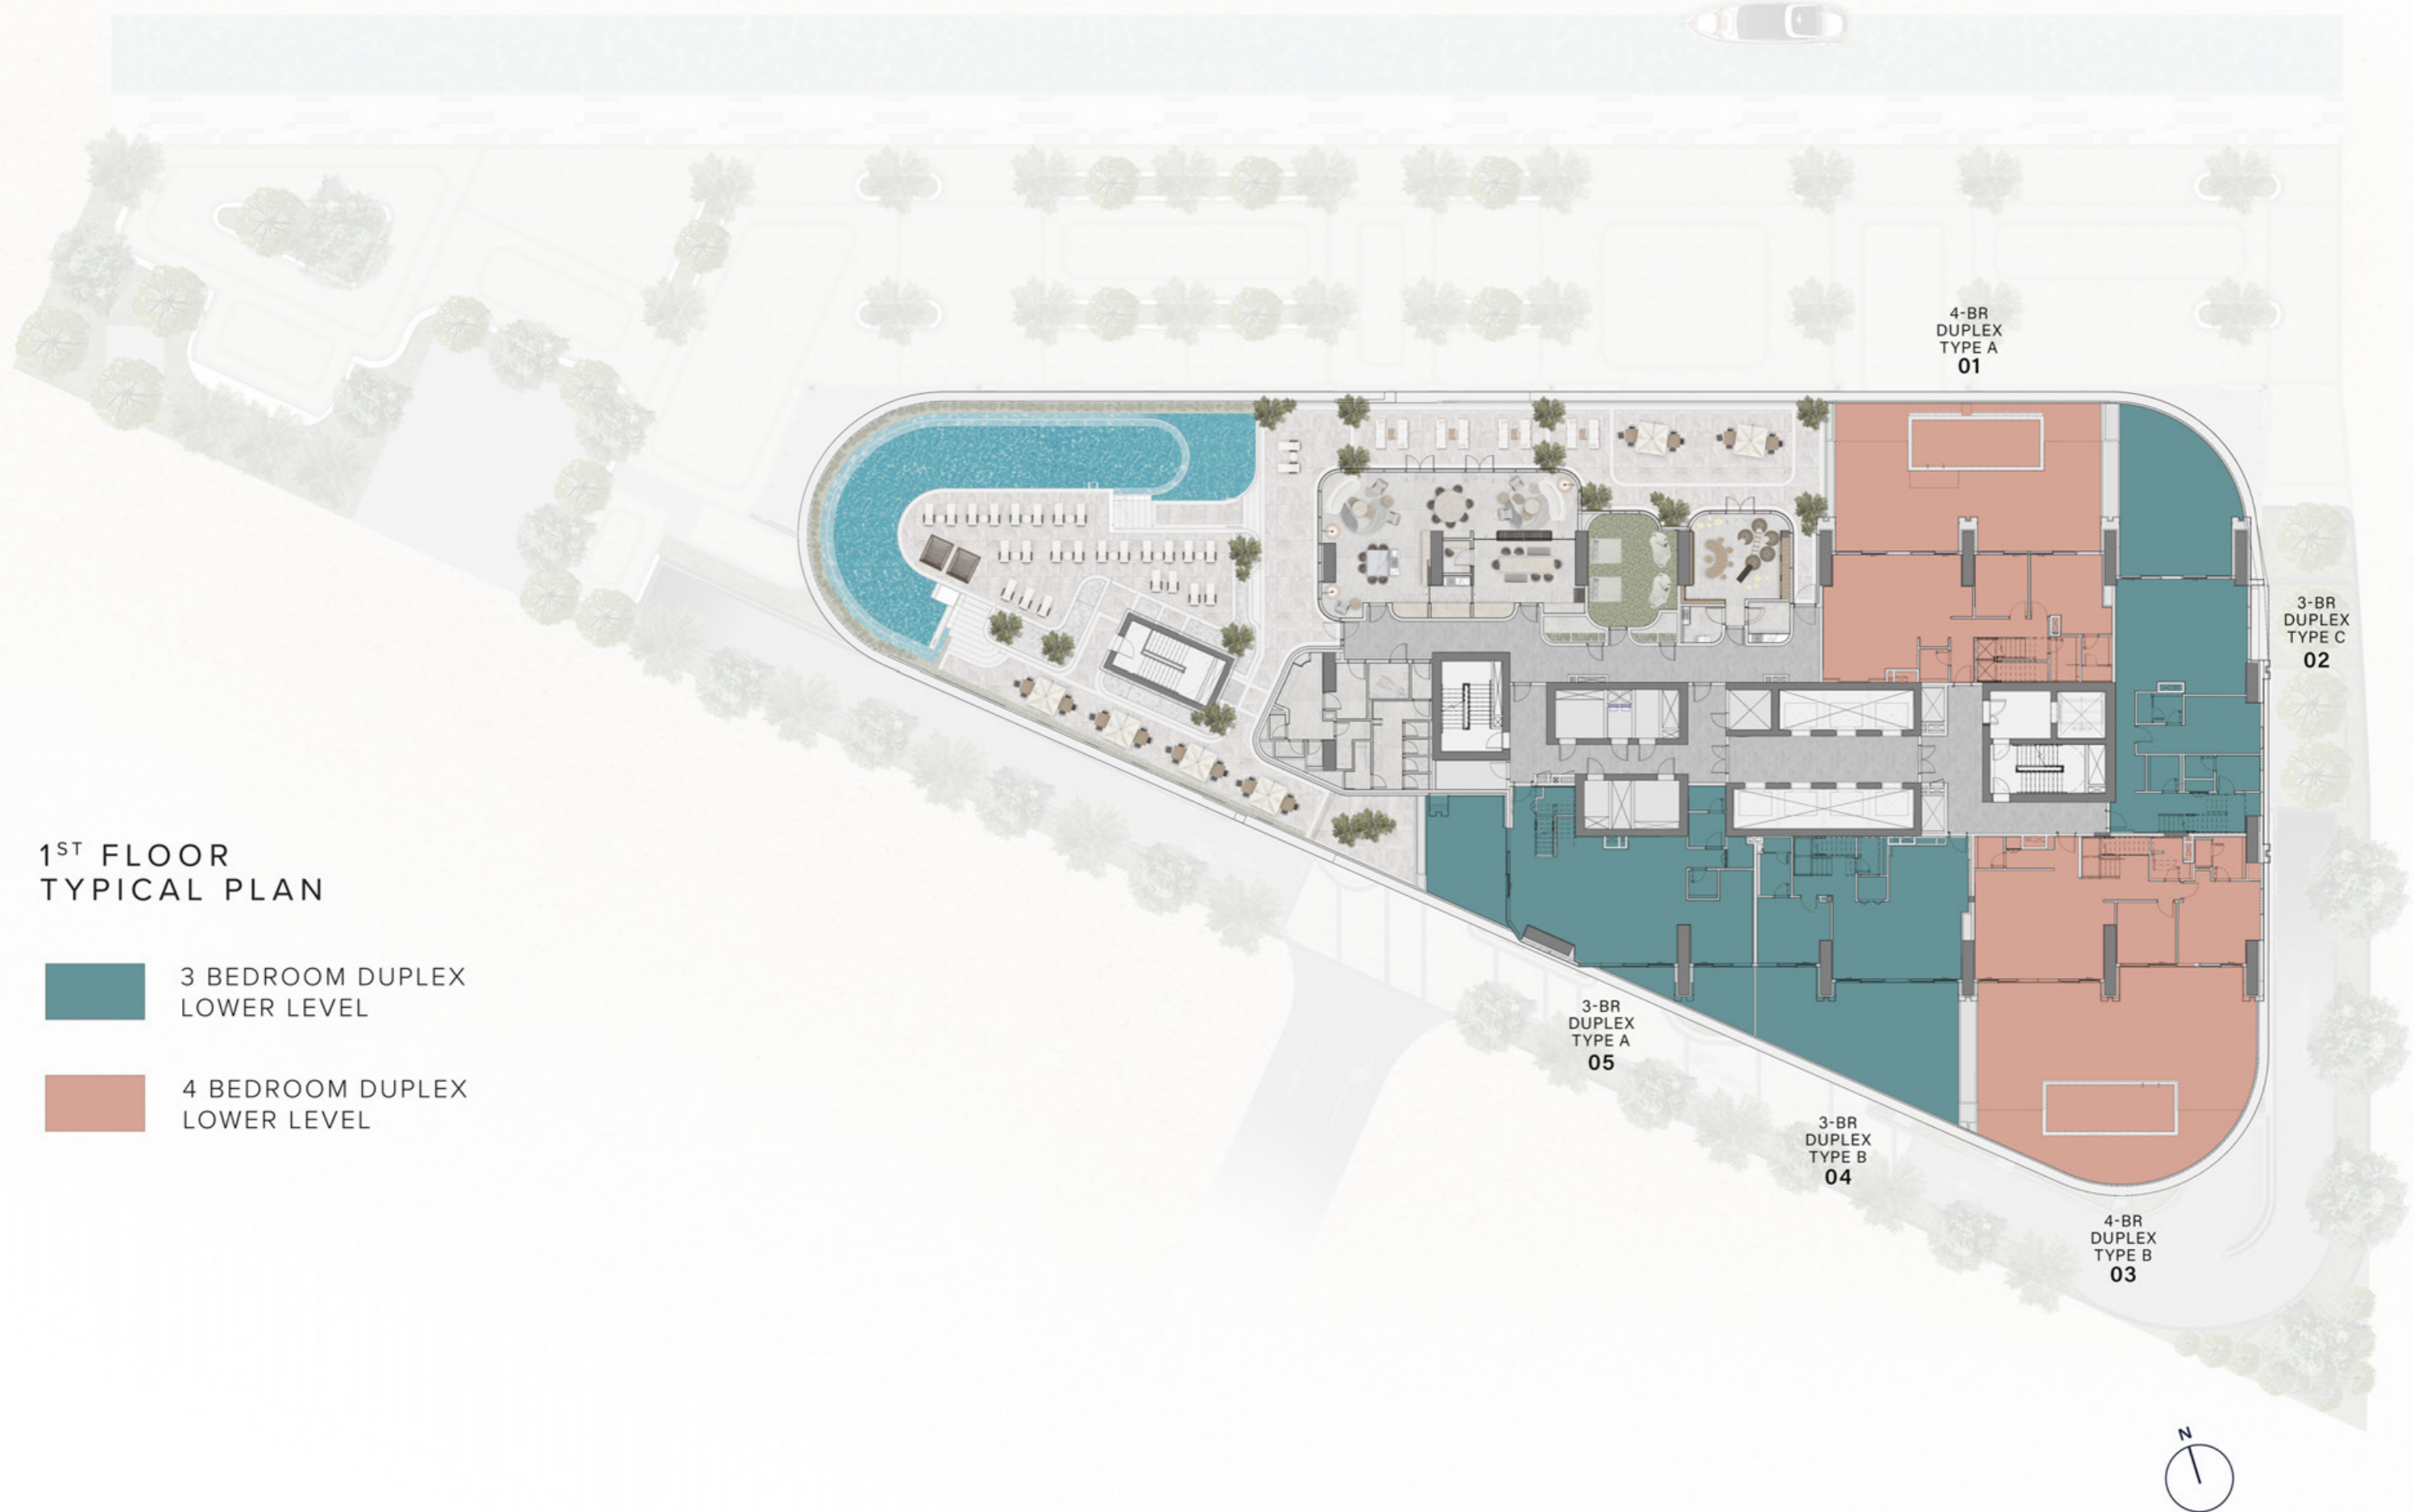 4-BR
DUPLEX
TYPE A
01
3-BR
DUPLEX
TYPE C
02
1ST FLOOR
TYPICAL PLAN
3 BEDROOM DUPLEX
LOWER LEVEL
4 BEDROOM DUPLEX
LOWER LEVEL
3-BR
DUPLEX
TYPE A
05
3-BR
DUPLEX
TYPE B
04
4-BR
DUPLEX
TYPE B
03
N